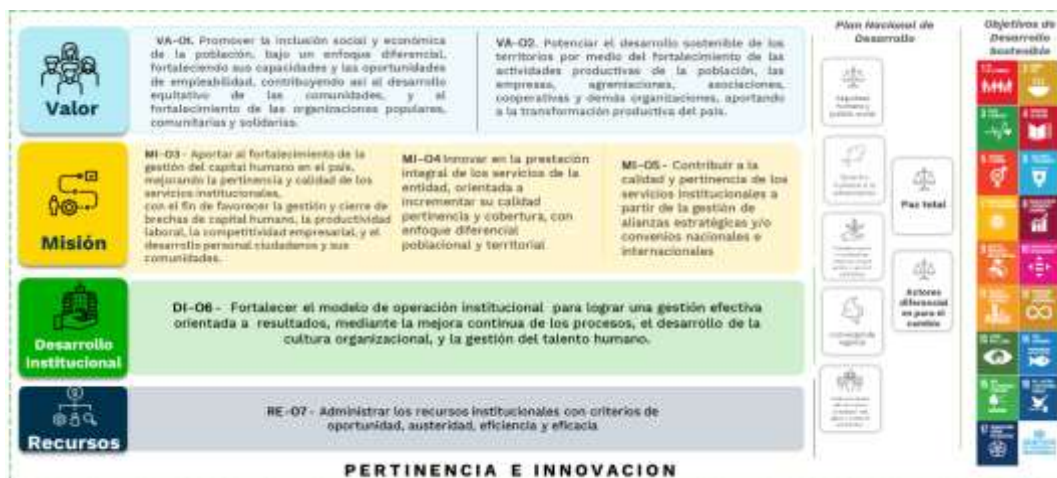 Valor
VA-01. Promover la inclusión social y económica
de la población, bajo un enfoque diferencial,
fortaleciendo sus capacidades y las oportunidades
de empleabilidad, contribuyendo así al desarrollo
equitativo de las comunidades, y el
fortalecimiento de las organizaciones populares,
comunitarias y solidarias.
VA-02. Potenciar el desarrollo sostenible de los
territorios por medio del fortalecimiento de las
actividades productivas de la población, las
empresas, agremiaciones, asociaciones,
cooperativas y demás organizaciones, aportando
a la transformación productiva del país.
Misión
MI-03 - Aportar al fortalecimiento de la
gestión del capital humano en el país,
mejorando la pertinencia y calidad de los
servicios institucionales,
con el fin de favorecer la gestión y cierre de
brechas de capital humano, la productividad
laboral, la competitividad empresarial, y el
desarrollo personal ciudadanos y sus
comunidades.
MI-04 Innovar en la prestación
integral de los servicios de la
entidad, orientada a
incrementar su calidad
pertinencia y cobertura, con
enfoque diferencial
poblacional y territorial
MI-05 - Contribuir a la
calidad y pertinencia de los
servicios institucionales a
partir de la gestión de
alianzas estratégicas y/o
convenios nacionales e
internacionales
Desarrollo
Institucional
DI-06 - Fortalecer el modelo de operación institucional para lograr una gestión efectiva
orientada a resultados, mediante la mejora continua de los procesos, el desarrollo de la
cultura organizacional, y la gestión del talento humano.
Recursos
RE-07 - Administrar los recursos institucionales con criterios de
oportunidad, austeridad, eficiencia y eficacia
PERTINENCIA E INNOVACION
Plan Nacional de
Desarrollo
Paz total
Actores
diferencial
es para el
cambio
Objetivos de
Desarrollo
Sostenible